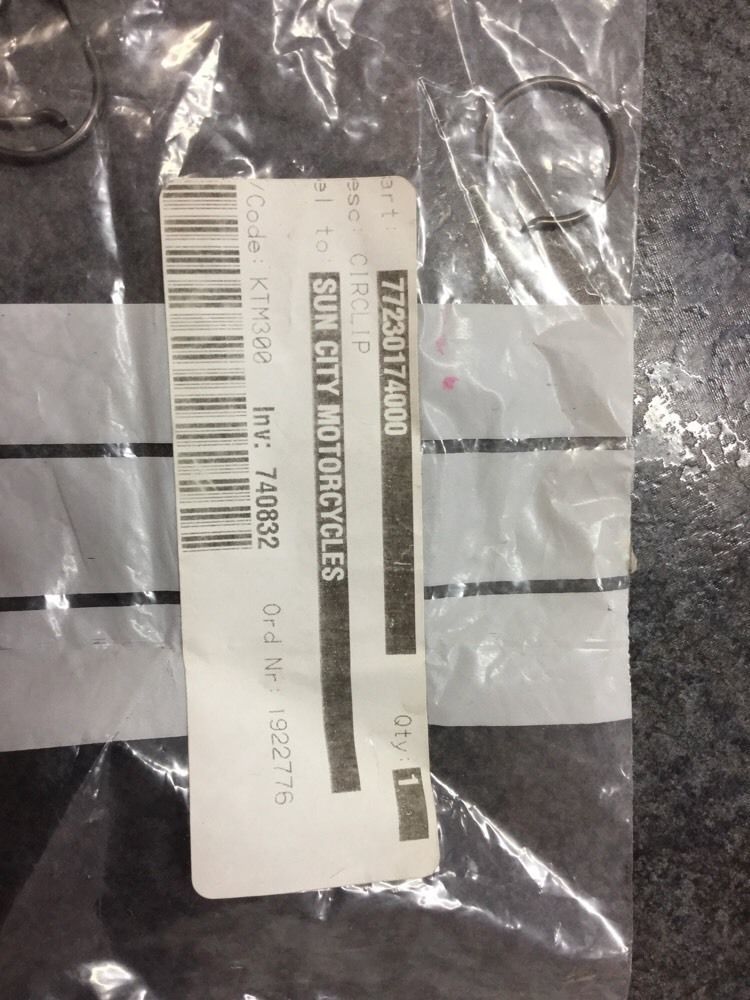 art: 77230174000 Qty: 1
esc: CIRCLIP
el to: SUN CITY MOTORCYCLES
/Code: KTM300 Inv: 740832 Ord Nr: 1922776